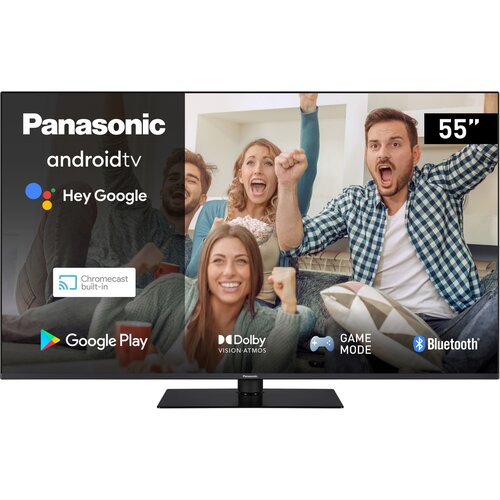 Panasonic
55”
androidtv
Hey Google
Chromecast
built-in
Google Play
Dolby
VISION·ATMOS
GAME
MODE
Bluetooth®
Panasonic